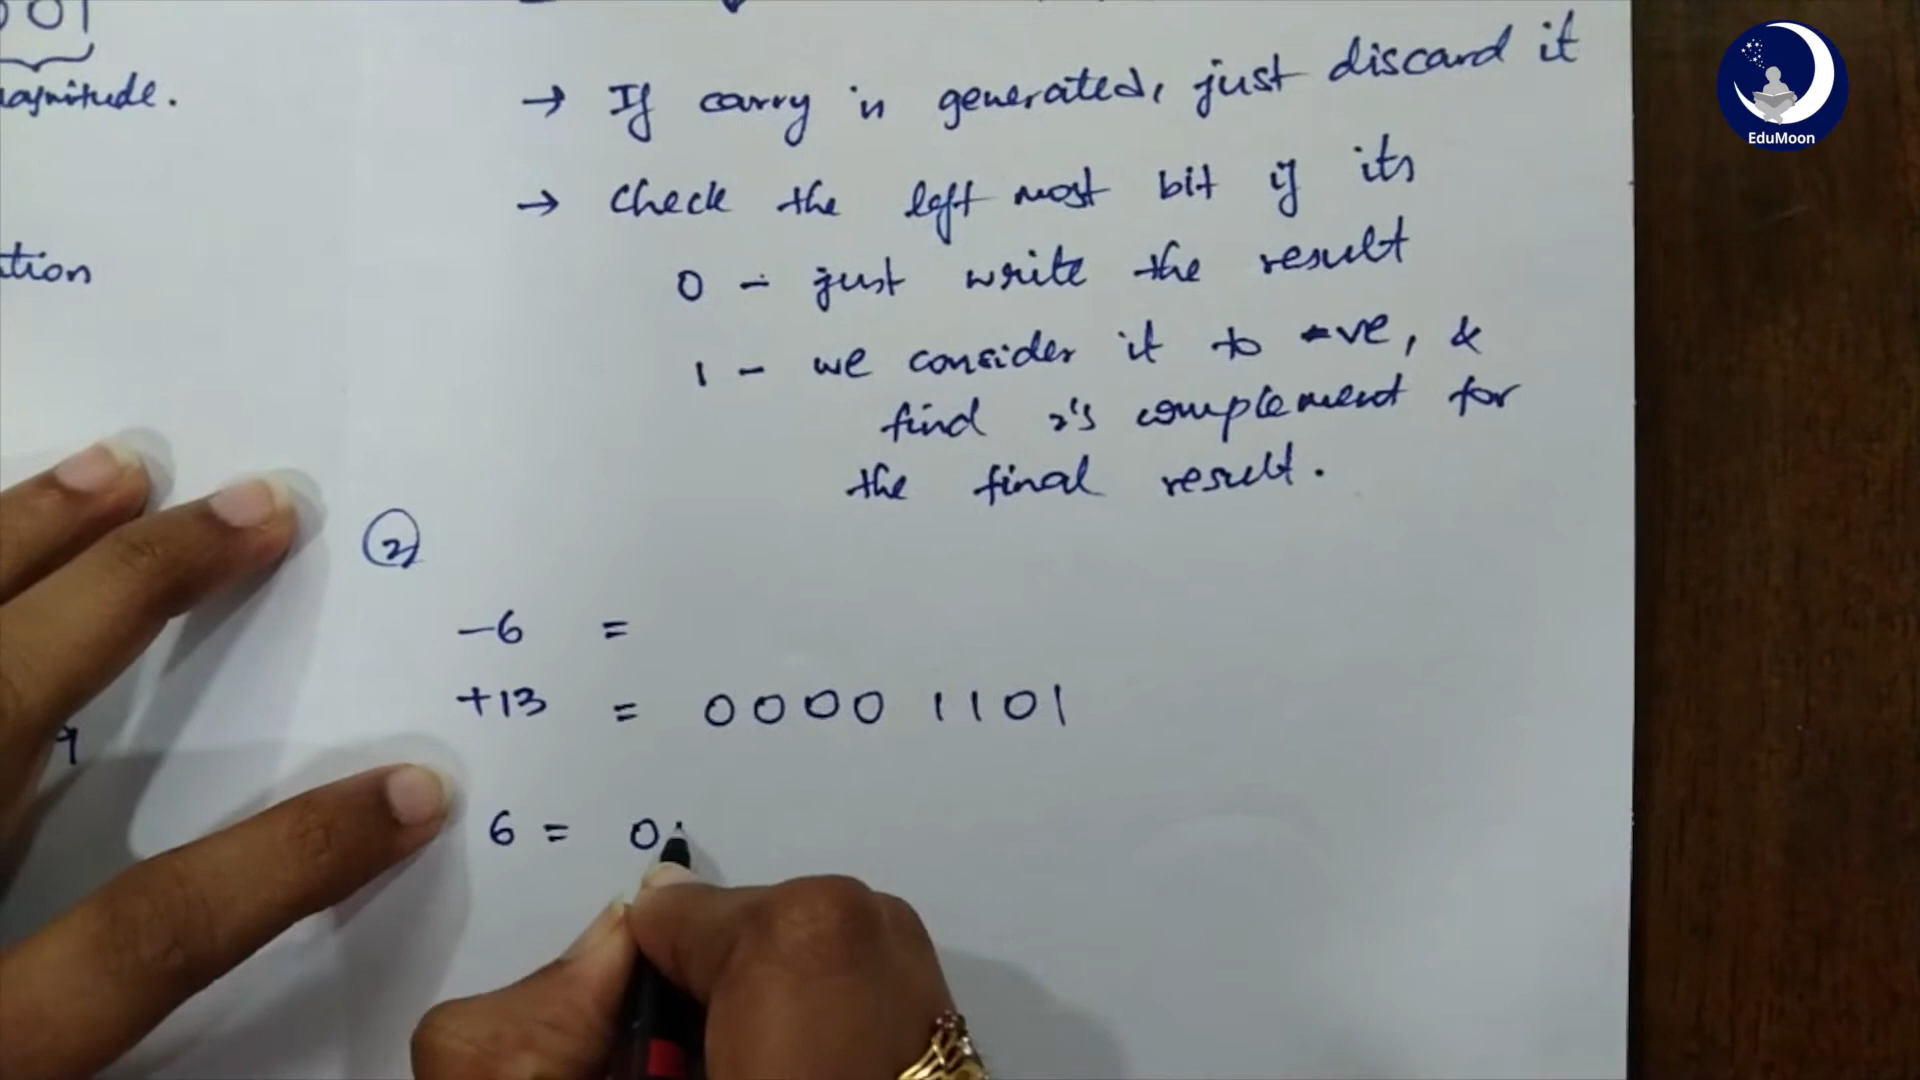 001
→ If carry is generated, just discard it
→ Check the left most bit if its
0 - just write the result
1 - we consider it to -ve, &
find 2's complement for
the final result.
②
-6 =
+13 = 0000 1101
6 = 0
9
EduMoon